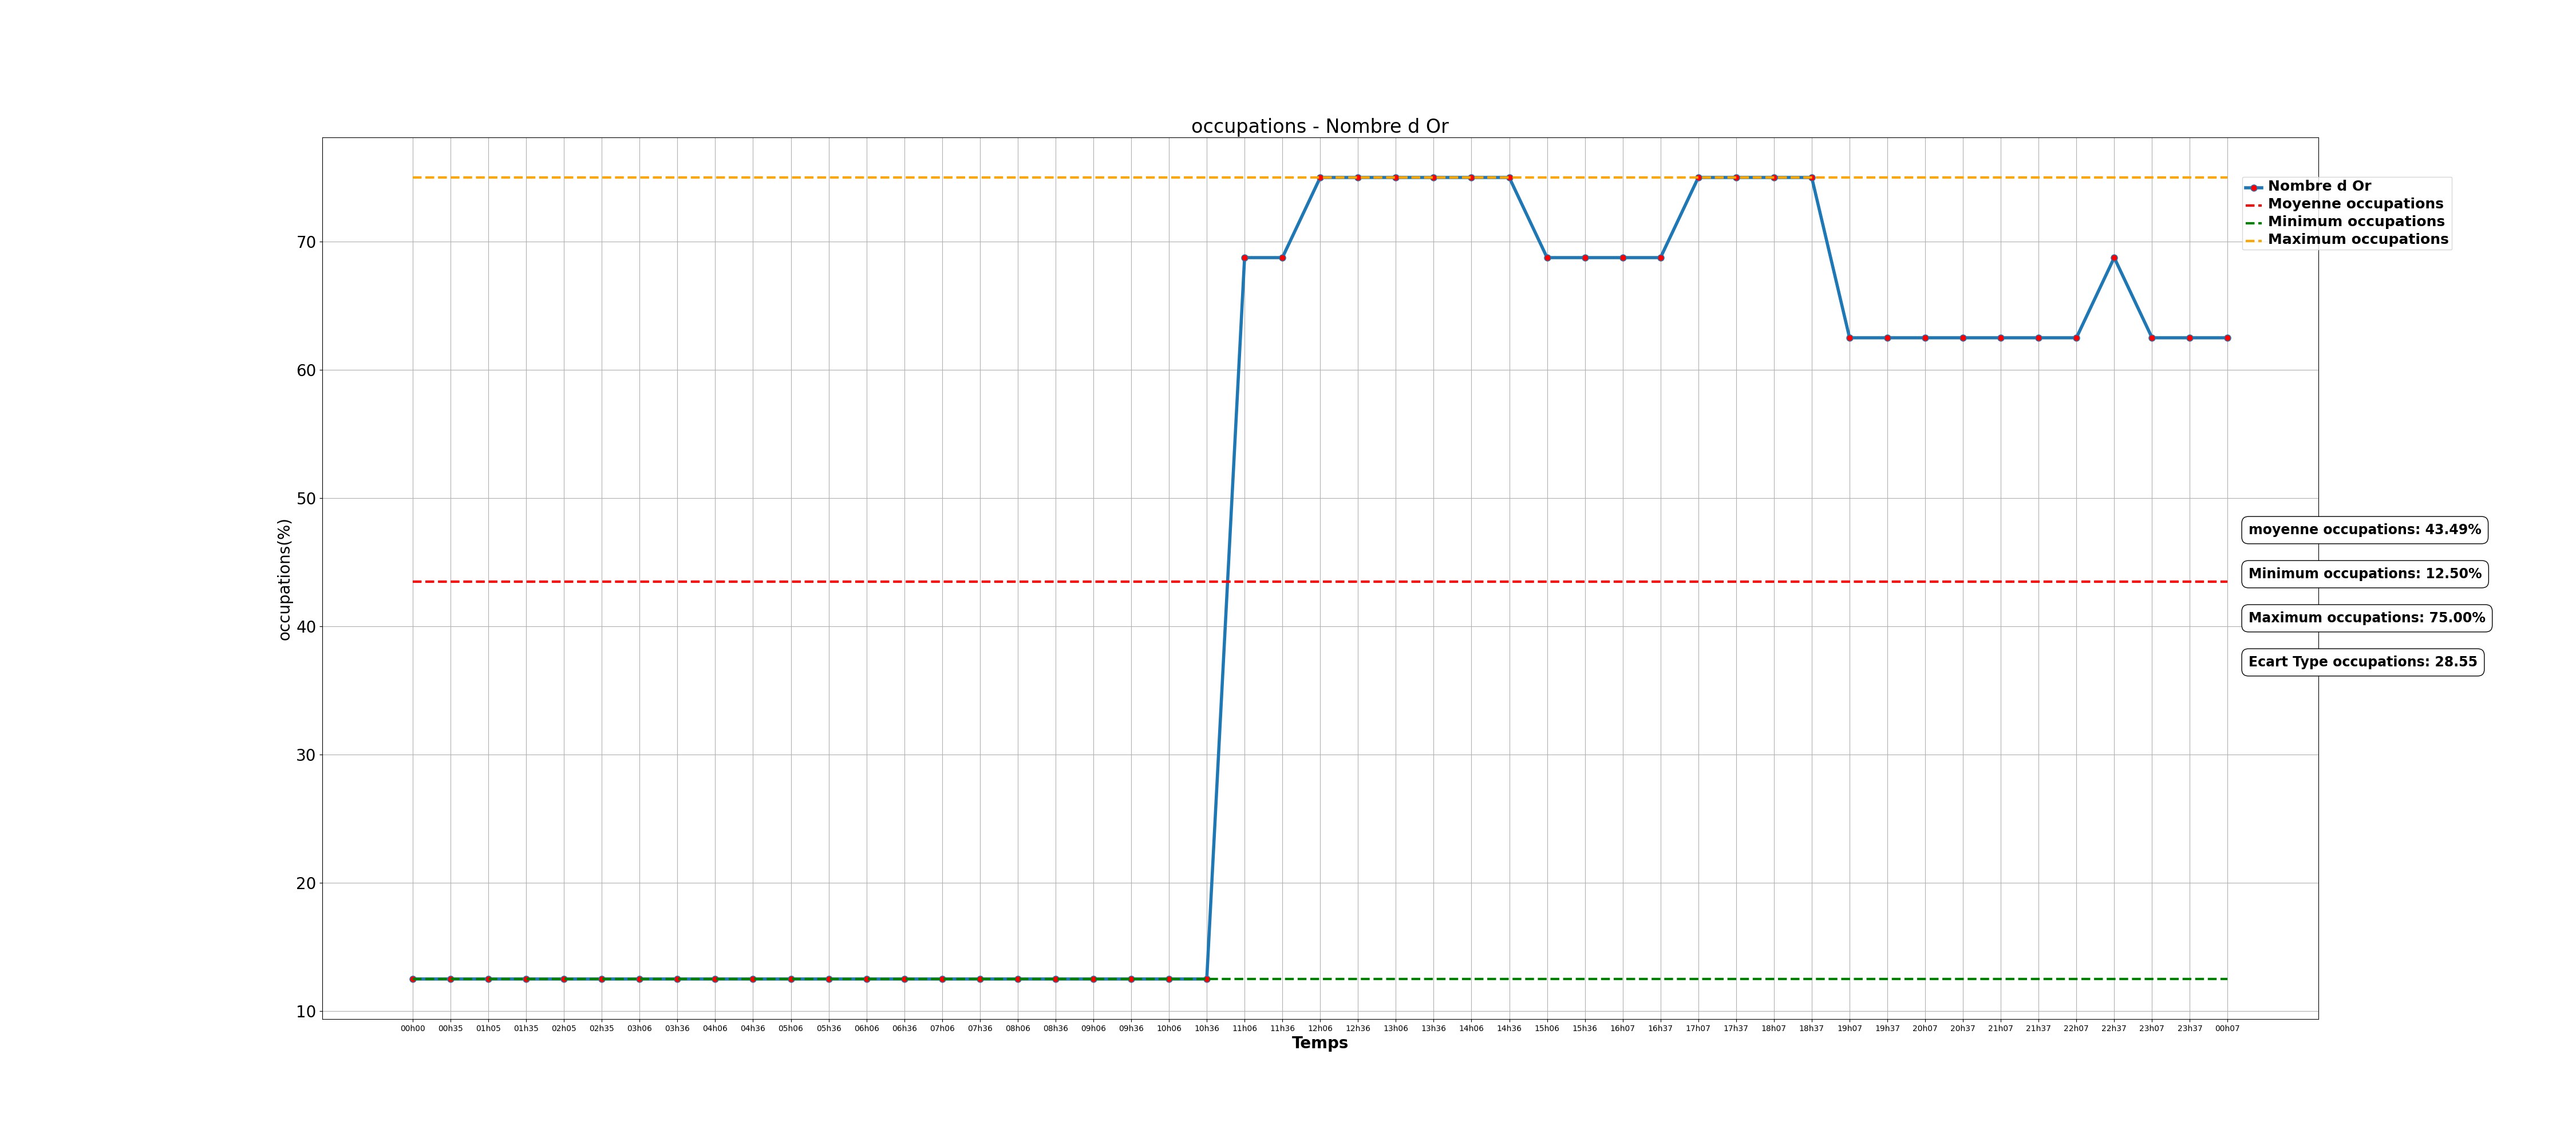 occupations - Nombre d Or
Nombre d Or
Moyenne occupations
Minimum occupations
Maximum occupations
70
60
50
40
30
20
10
occupations(%)
moyenne occupations: 43.49%
Minimum occupations: 12.50%
Maximum occupations: 75.00%
Ecart Type occupations: 28.55
00h00 00h35 01h05 01h35 02h05 02h35 03h06 03h36 04h06 04h36 05h06 05h36 06h06 06h36 07h06 07h36 08h06 08h36 09h06 09h36 10h06 10h36 11h06 11h36 12h06 12h36 13h06 13h36 14h06 14h36 15h06 15h36 16h07 16h37 17h07 17h37 18h07 18h37 19h07 19h37 20h07 20h37 21h07 21h37 22h07 22h37 23h07 23h37 00h07
Temps